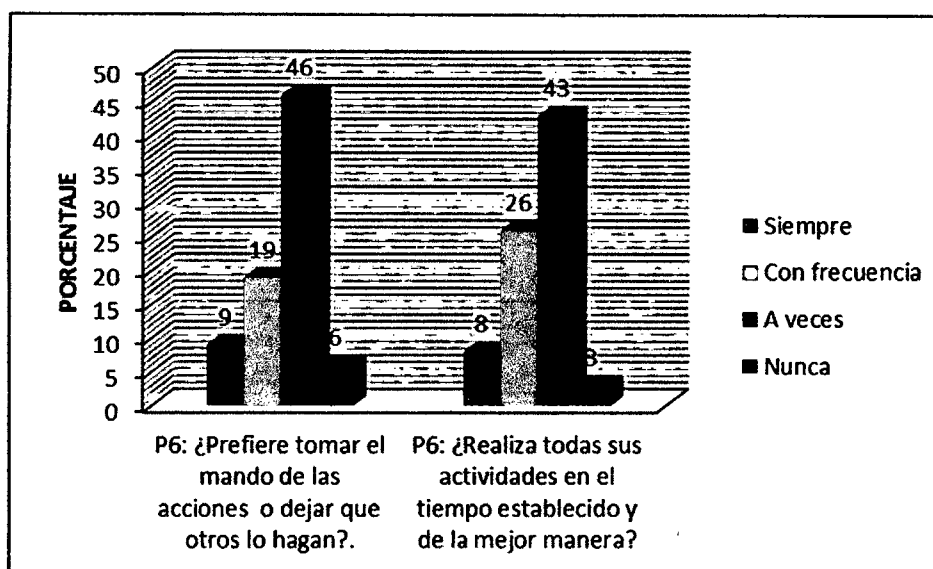 50
45
40
35
30
25
20
15
10
5
0
PORCENTAJE
9
19
46
6
8
26
43
3
Siempre
Con frecuencia
A veces
Nunca
P6: ¿Prefiere tomar el
mando de las
acciones o dejar que
otros lo hagan?.
P6: ¿Realiza todas sus
actividades en el
tiempo establecido y
de la mejor manera?